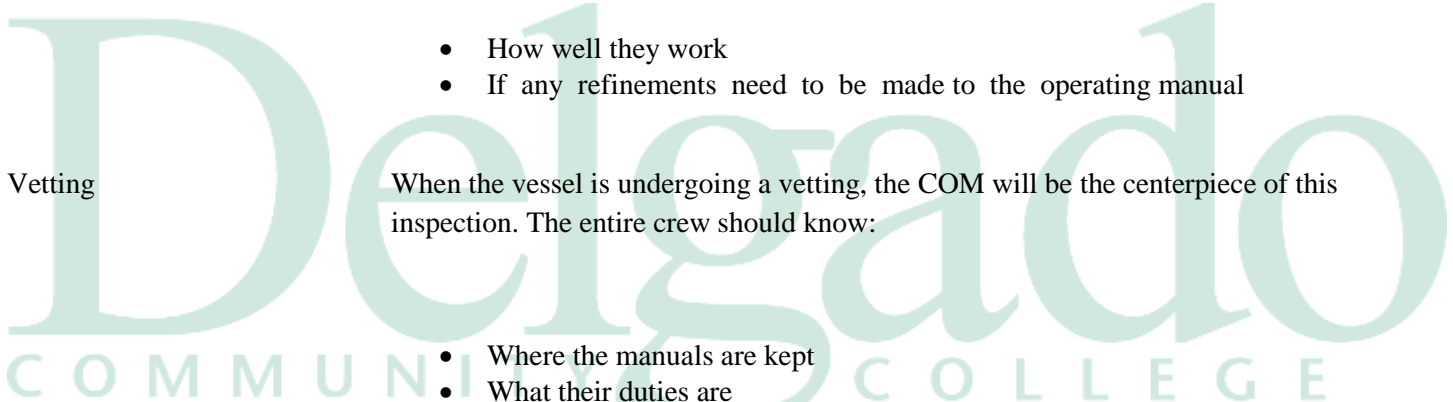 • How well they work
• If any refinements need to be made to the operating manual
Vetting When the vessel is undergoing a vetting, the COM will be the centerpiece of this
inspection. The entire crew should know:
• Where the manuals are kept
• What their duties are
Delgado
COMMUNITY COLLEGE